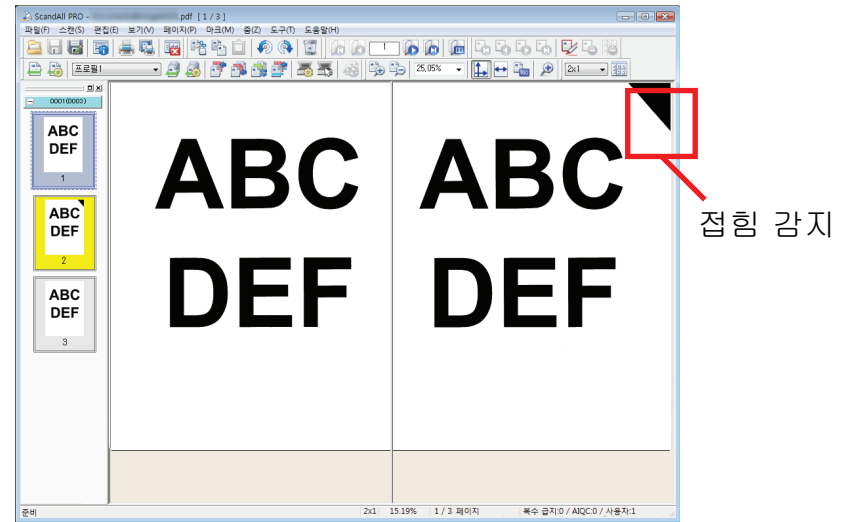 ScandAll PRO - .pdf [ 1 / 3 ]
파일(F) 스캔(S) 편집(E) 보기(V) 페이지(P) 마크(M) 줌(Z) 도구(T) 도움말(H)
1
프로필1 25,05% 2x1
0001(0003)
ABC
DEF
1
ABC
DEF
2
ABC
DEF
3
ABC
DEF
ABC
DEF
접힘 감지
준비 2x1 15.19% 1 / 3 페이지 복수 급지:0 / AIQC:0 / 사용자:1